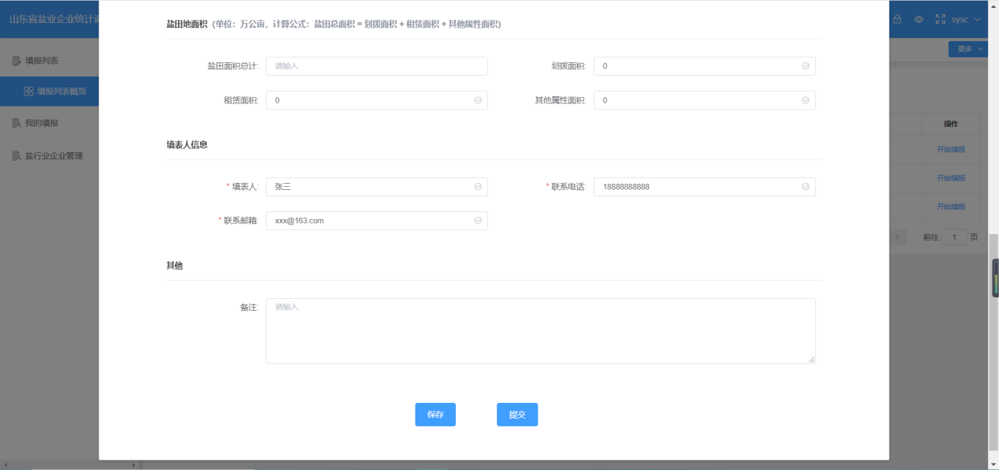 山东省盐业企业统计调
sysc
更多
填报列表
填报列表概览
我的填报
盐行业企业管理
盐田地面积 (单位：万公亩，计算公式：盐田总面积 = 划拨面积 + 租赁面积 + 其他属性面积)
盐田面积总计: 请输入
划拨面积: 0
租赁面积: 0
其他属性面积: 0
填表人信息
* 填表人: 张三
* 联系电话: 18888888888
* 联系邮箱: xxx@163.com
其他
备注: 请输入
保存
提交
操作
开始填报
开始填报
开始填报
前往 1 页